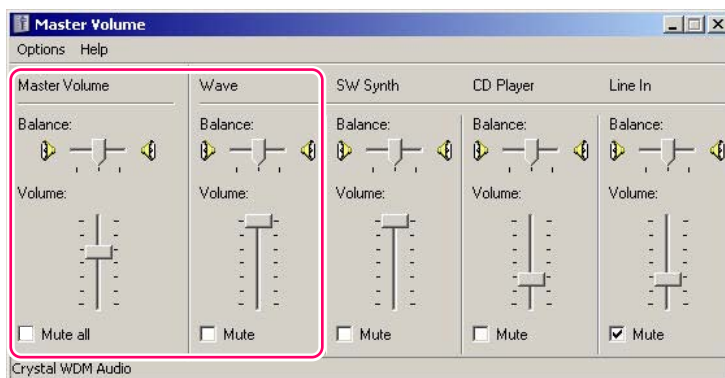 Master Volume
Options Help
Master Volume Wave SW Synth CD Player Line In
Balance: Balance: Balance: Balance: Balance:
Volume: Volume: Volume: Volume: Volume:
Mute all Mute Mute Mute Mute
Crystal WDM Audio